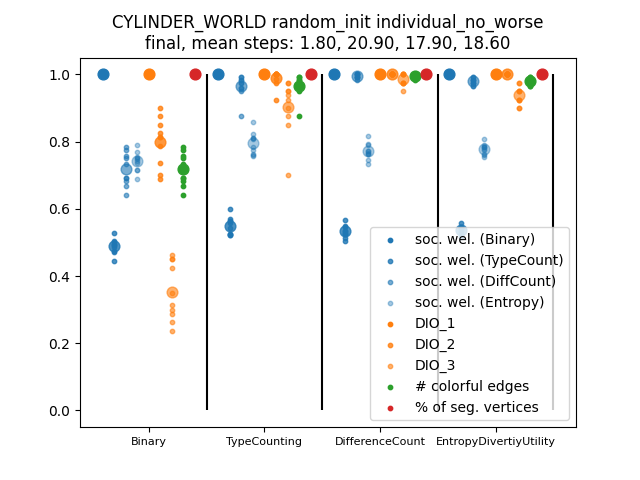 CYLINDER_WORLD random_init individual_no_worse
final, mean steps: 1.80, 20.90, 17.90, 18.60
1.0
0.8
0.6
0.4
0.2
0.0
soc. wel. (Binary)
soc. wel. (TypeCount)
soc. wel. (DiffCount)
soc. wel. (Entropy)
DIO_1
DIO_2
DIO_3
# colorful edges
% of seg. vertices
Binary
TypeCounting
DifferenceCount
EntropyDivertiyUtility